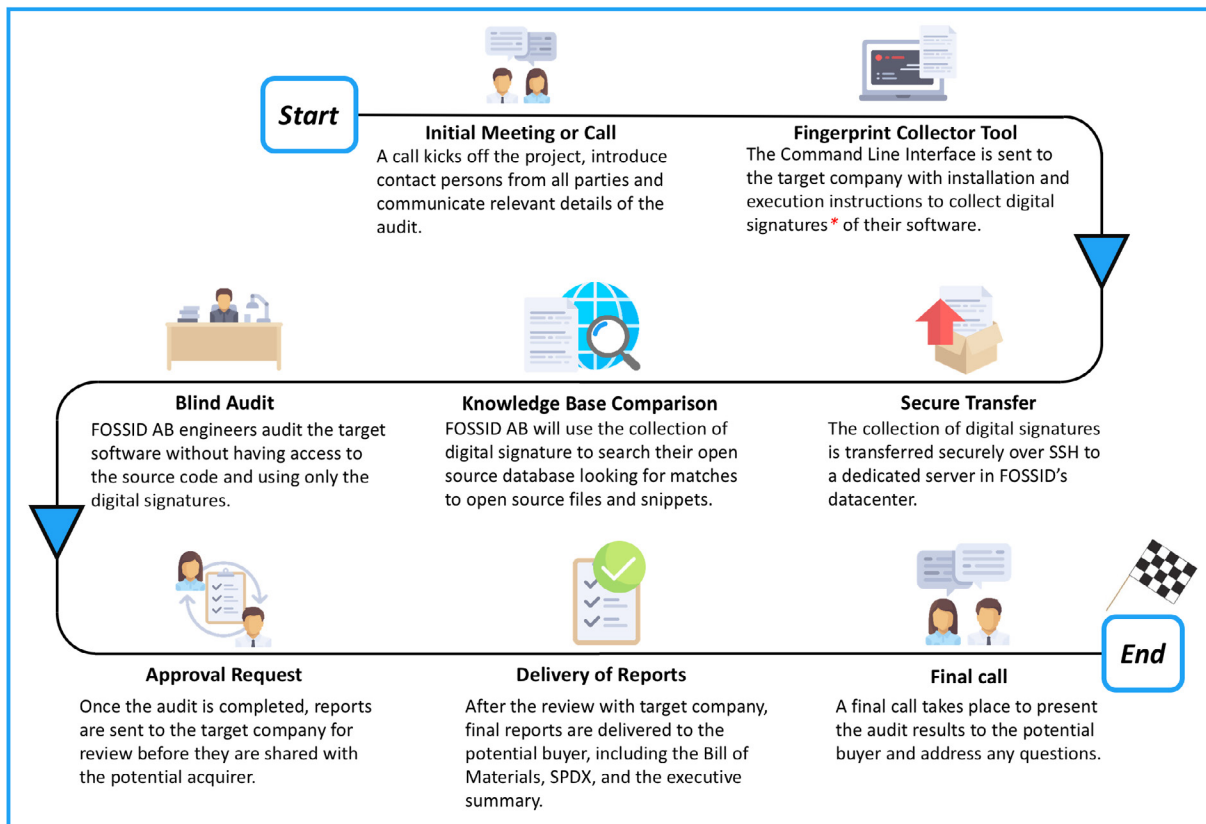 Start
Initial Meeting or Call
A call kicks off the project, introduce
contact persons from all parties and
communicate relevant details of the
audit.
Fingerprint Collector Tool
The Command Line Interface is sent to
the target company with installation and
execution instructions to collect digital
signatures* of their software.
Secure Transfer
The collection of digital signatures
is transferred securely over SSH to
a dedicated server in FOSSID’s
datacenter.
Knowledge Base Comparison
FOSSID AB will use the collection of
digital signature to search their open
source database looking for matches
to open source files and snippets.
Blind Audit
FOSSID AB engineers audit the target
software without having access to
the source code and using only the
digital signatures.
Approval Request
Once the audit is completed, reports
are sent to the target company for
review before they are shared with
the potential acquirer.
Delivery of Reports
After the review with target company,
final reports are delivered to the
potential buyer, including the Bill of
Materials, SPDX, and the executive
summary.
Final call
A final call takes place to present
the audit results to the potential
buyer and address any questions.
End